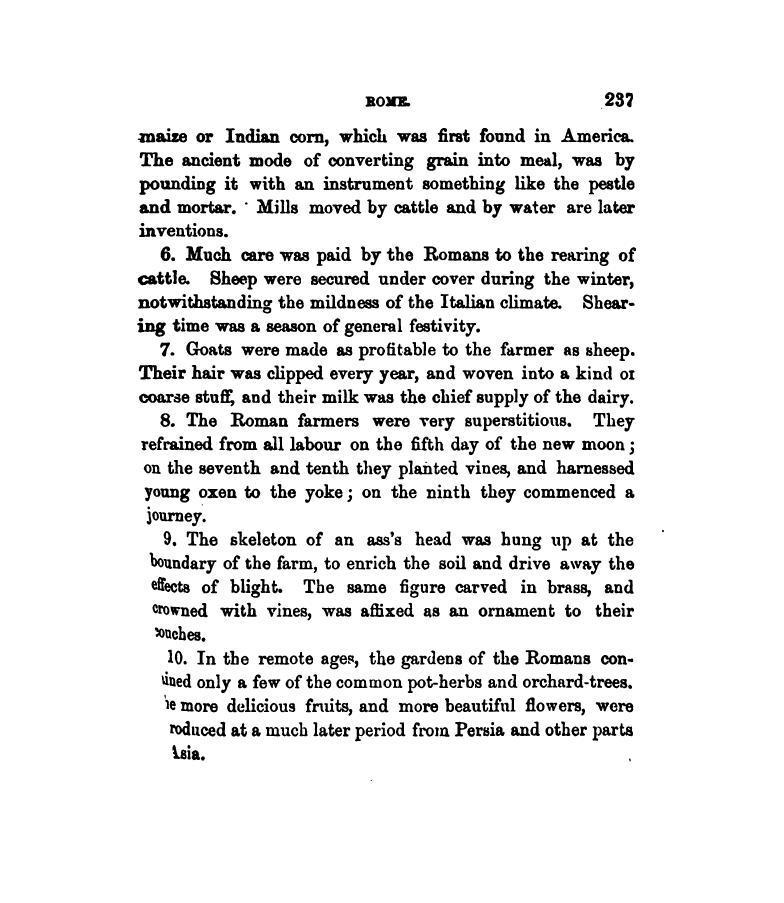 ROME. 237
maize or Indian corn, which was first found in America.
The ancient mode of converting grain into meal, was by
pounding it with an instrument something like the pestle
and mortar. Mills moved by cattle and by water are later
inventions.
6. Much care was paid by the Romans to the rearing of
cattle. Sheep were secured under cover during the winter,
notwithstanding the mildness of the Italian climate. Shear-
ing time was a season of general festivity.
7. Goats were made as profitable to the farmer as sheep.
Their hair was clipped every year, and woven into a kind of
coarse stuff, and their milk was the chief supply of the dairy.
8. The Roman farmers were very superstitious. They
refrained from all labour on the fifth day of the new moon;
on the seventh and tenth they planted vines, and harnessed
young oxen to the yoke; on the ninth they commenced a
journey.
9. The skeleton of an ass's head was hung up at the
boundary of the farm, to enrich the soil and drive away the
effects of blight. The same figure carved in brass, and
crowned with vines, was affixed as an ornament to their
ouches.
10. In the remote ages, the gardens of the Romans con-
ined only a few of the common pot-herbs and orchard-trees.
e more delicious fruits, and more beautiful flowers, were
roduced at a much later period from Persia and other parts
sia.